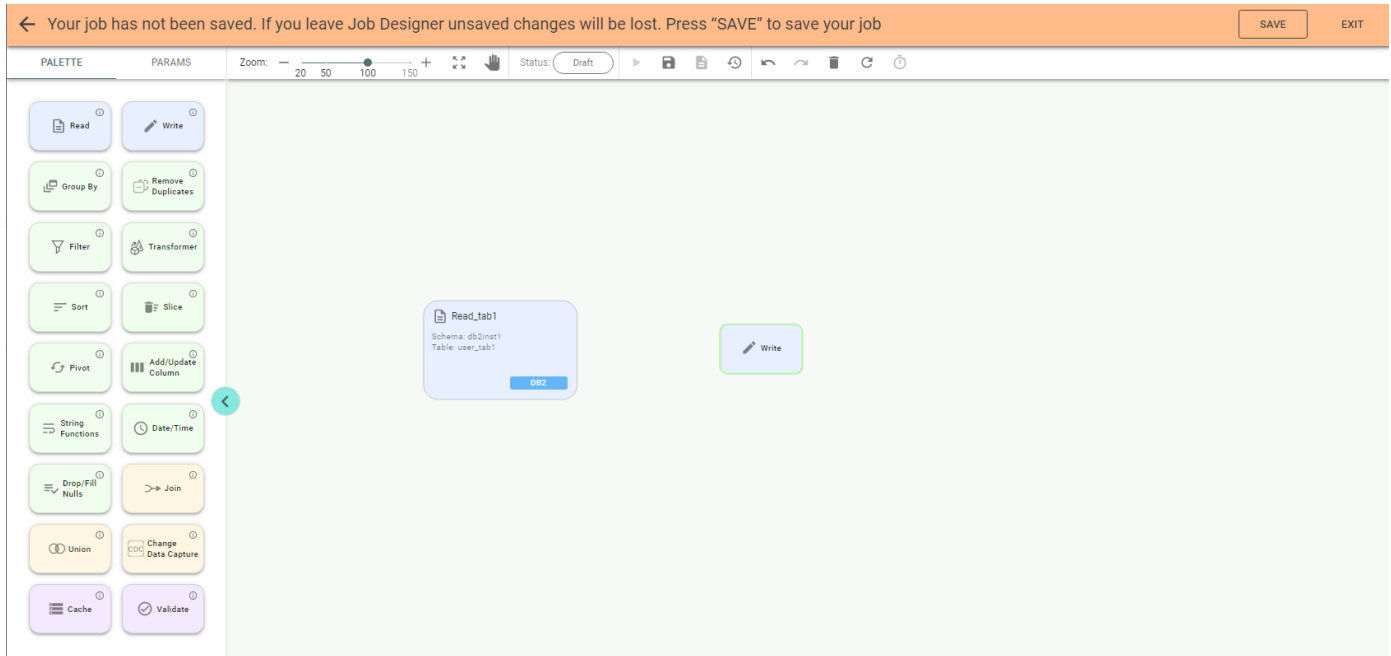 Your job has not been saved. If you leave Job Designer unsaved changes will be lost. Press “SAVE” to save your job
SAVE
EXIT
PALETTE
PARAMS
Zoom:
20 50 100 150
Status: Draft
Read
Write
Group By
Remove
Duplicates
Filter
Transformer
Sort
Slice
Pivot
Add/Update
Column
String
Functions
Date/Time
Drop/Fill
Nulls
Join
Union
CDC
Change
Data Capture
Cache
Validate
Read_tab1
Schema: db2inst1
Table: user_tab1
DB2
Write